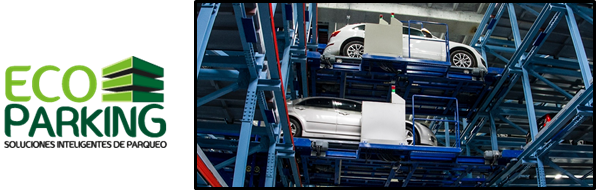 ECO
PARKING
SOLUCIONES INTELIGENTES DE PARQUEO